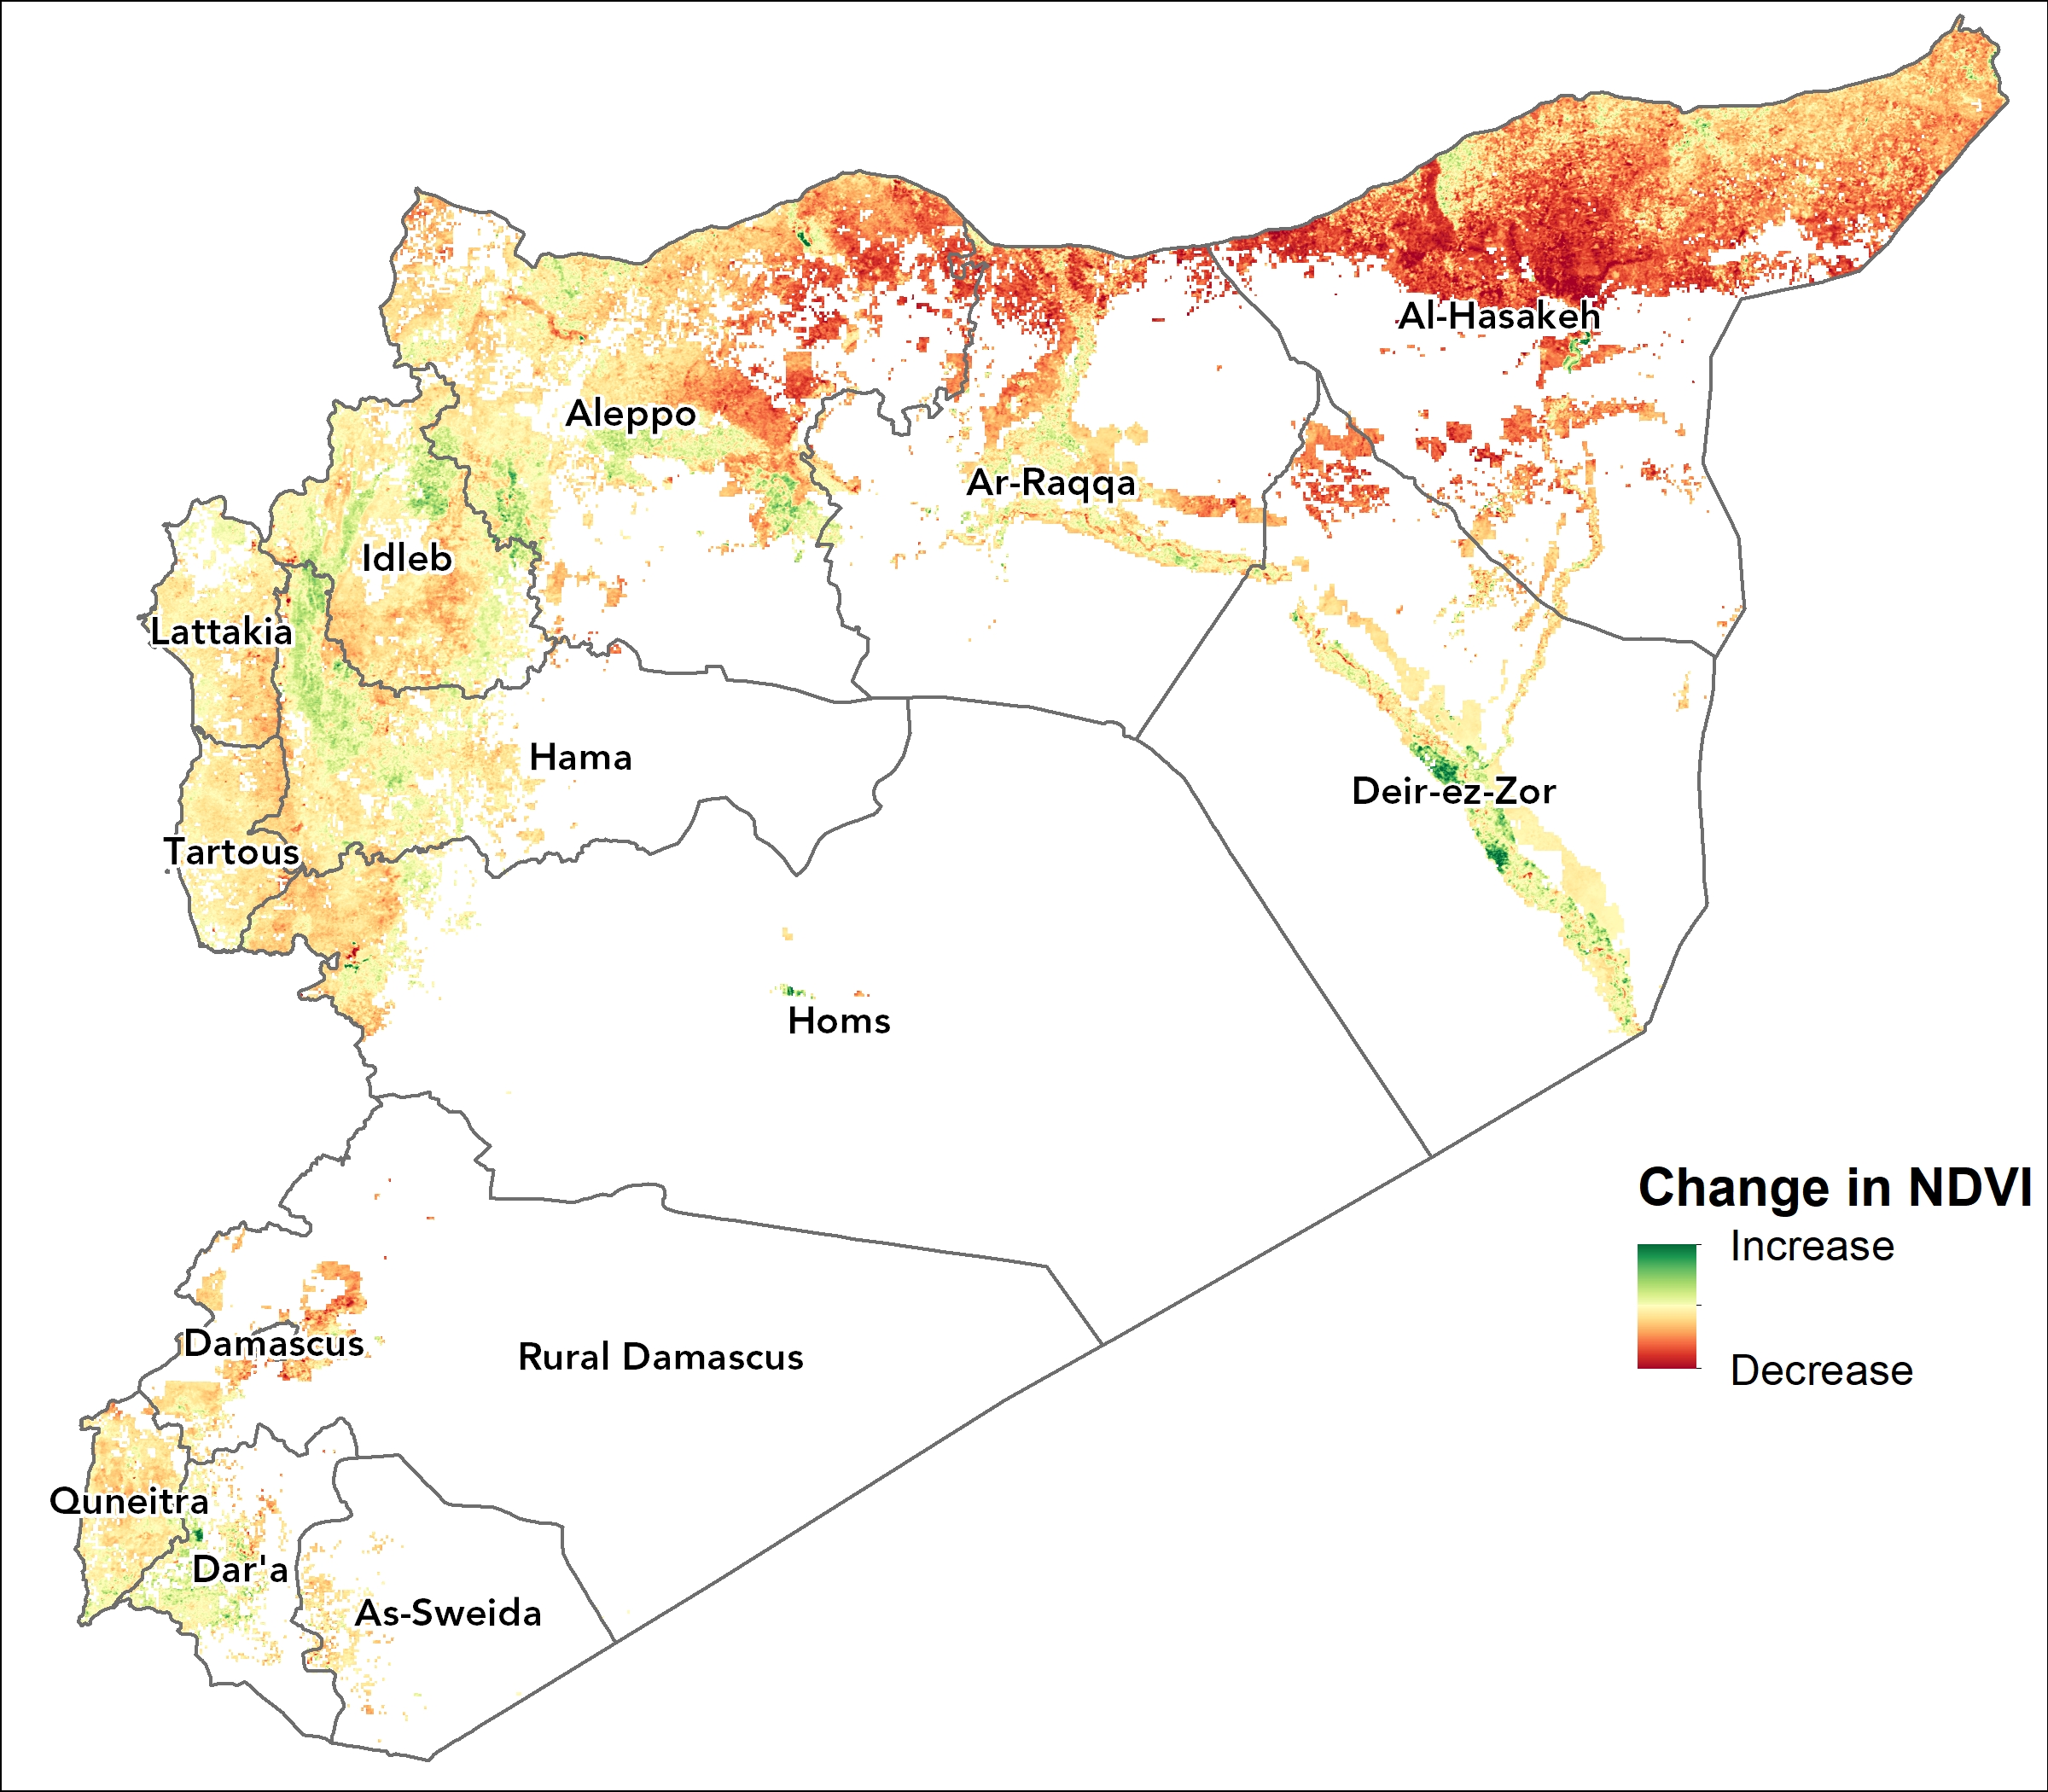 Al-Hasakeh
Aleppo
Ar-Raqqa
Idleb
Lattakia
Hama
Deir-ez-Zor
Tartous
Homs
Change in NDVI
Increase
Decrease
Damascus
Rural Damascus
Quneitra
Dar'a
As-Sweida